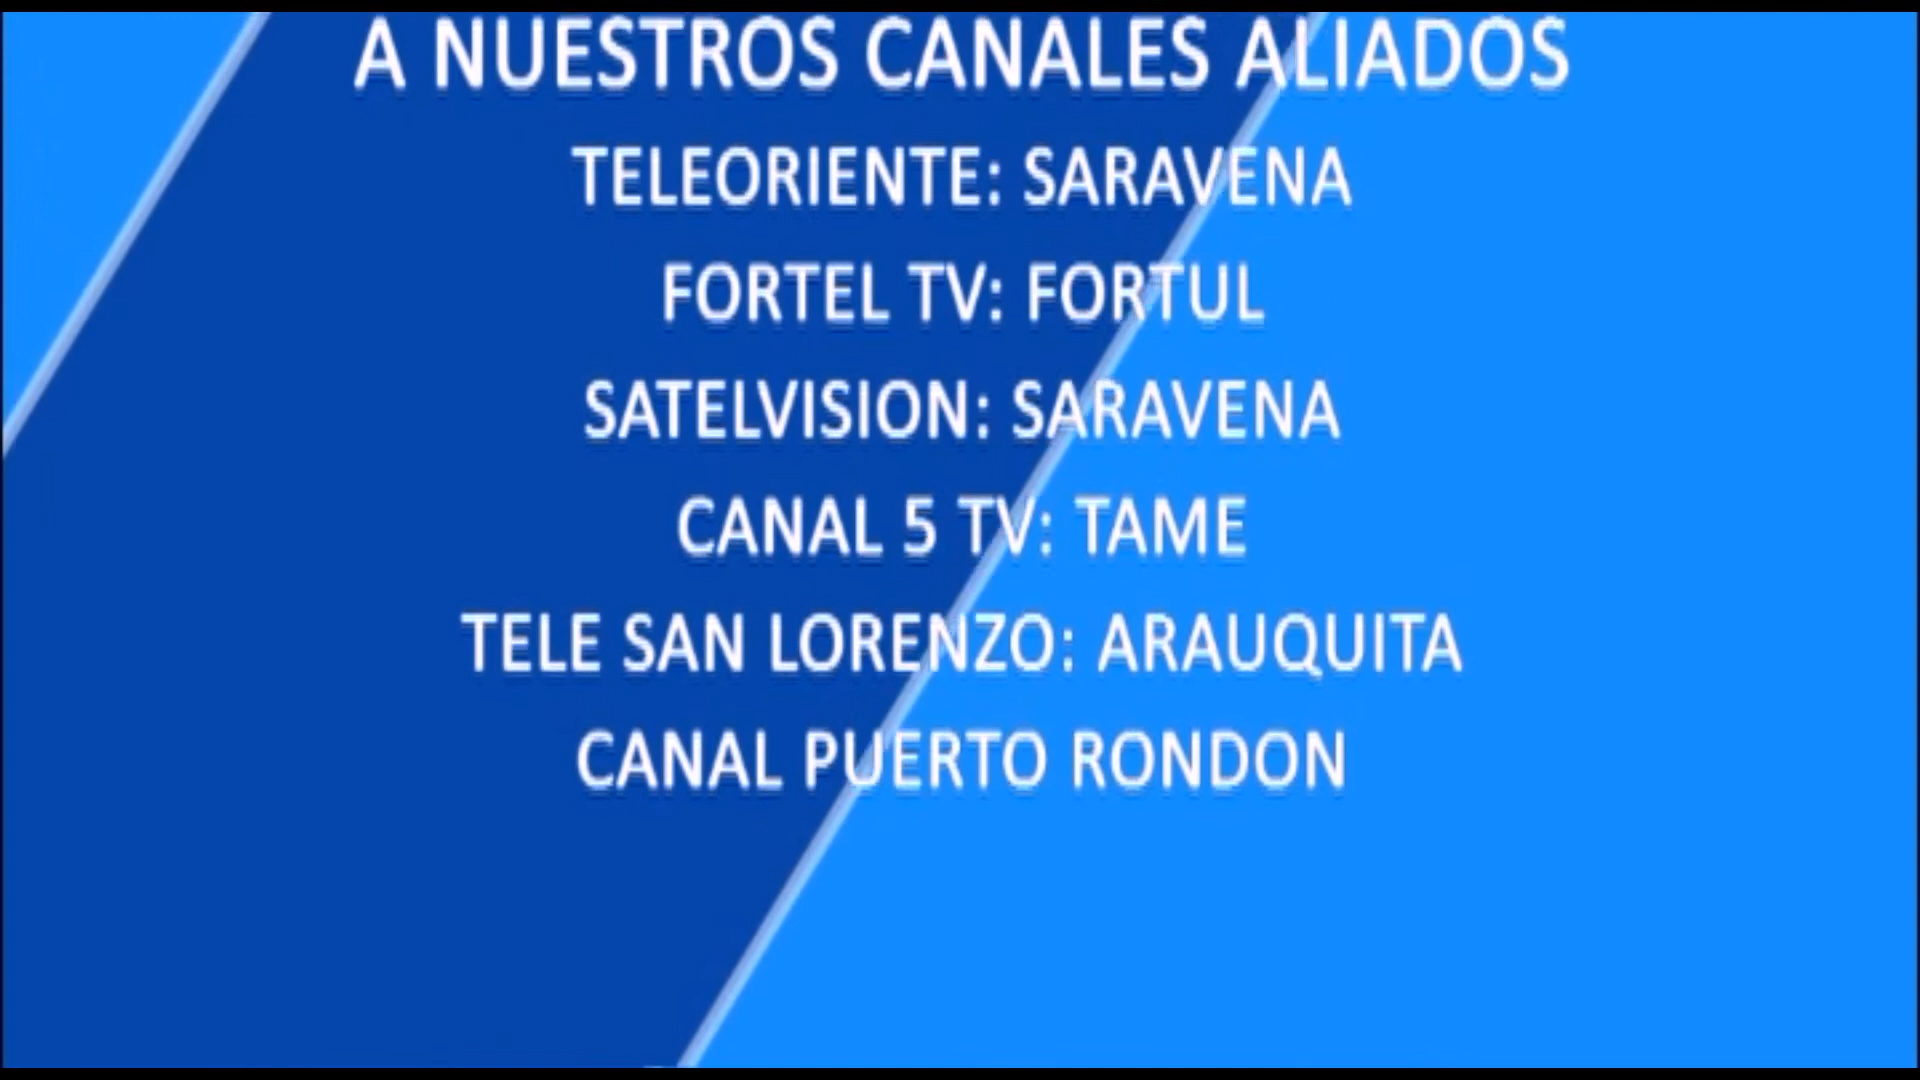 A NUESTROS CANALES ALIADOS
TELEORIENTE: SARAVENA
FORTEL TV: FORTUL
SATELVISION: SARAVENA
CANAL 5 TV: TAME
TELE SAN LORENZO: ARAUQUITA
CANAL PUERTO RONDON